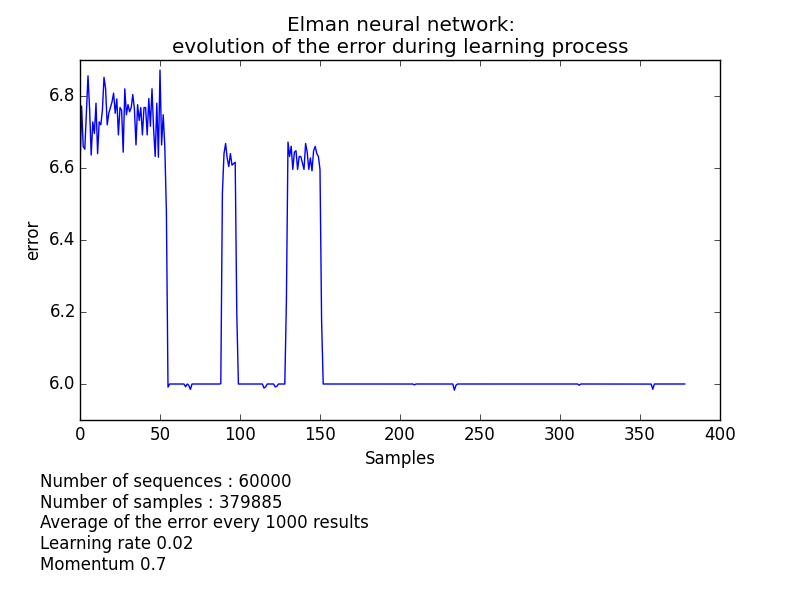 Elman neural network:
evolution of the error during learning process
6.8
6.6
6.4
6.2
6.0
error
0 50 100 150 200 250 300 350 400
Samples
Number of sequences : 60000
Number of samples : 379885
Average of the error every 1000 results
Learning rate 0.02
Momentum 0.7